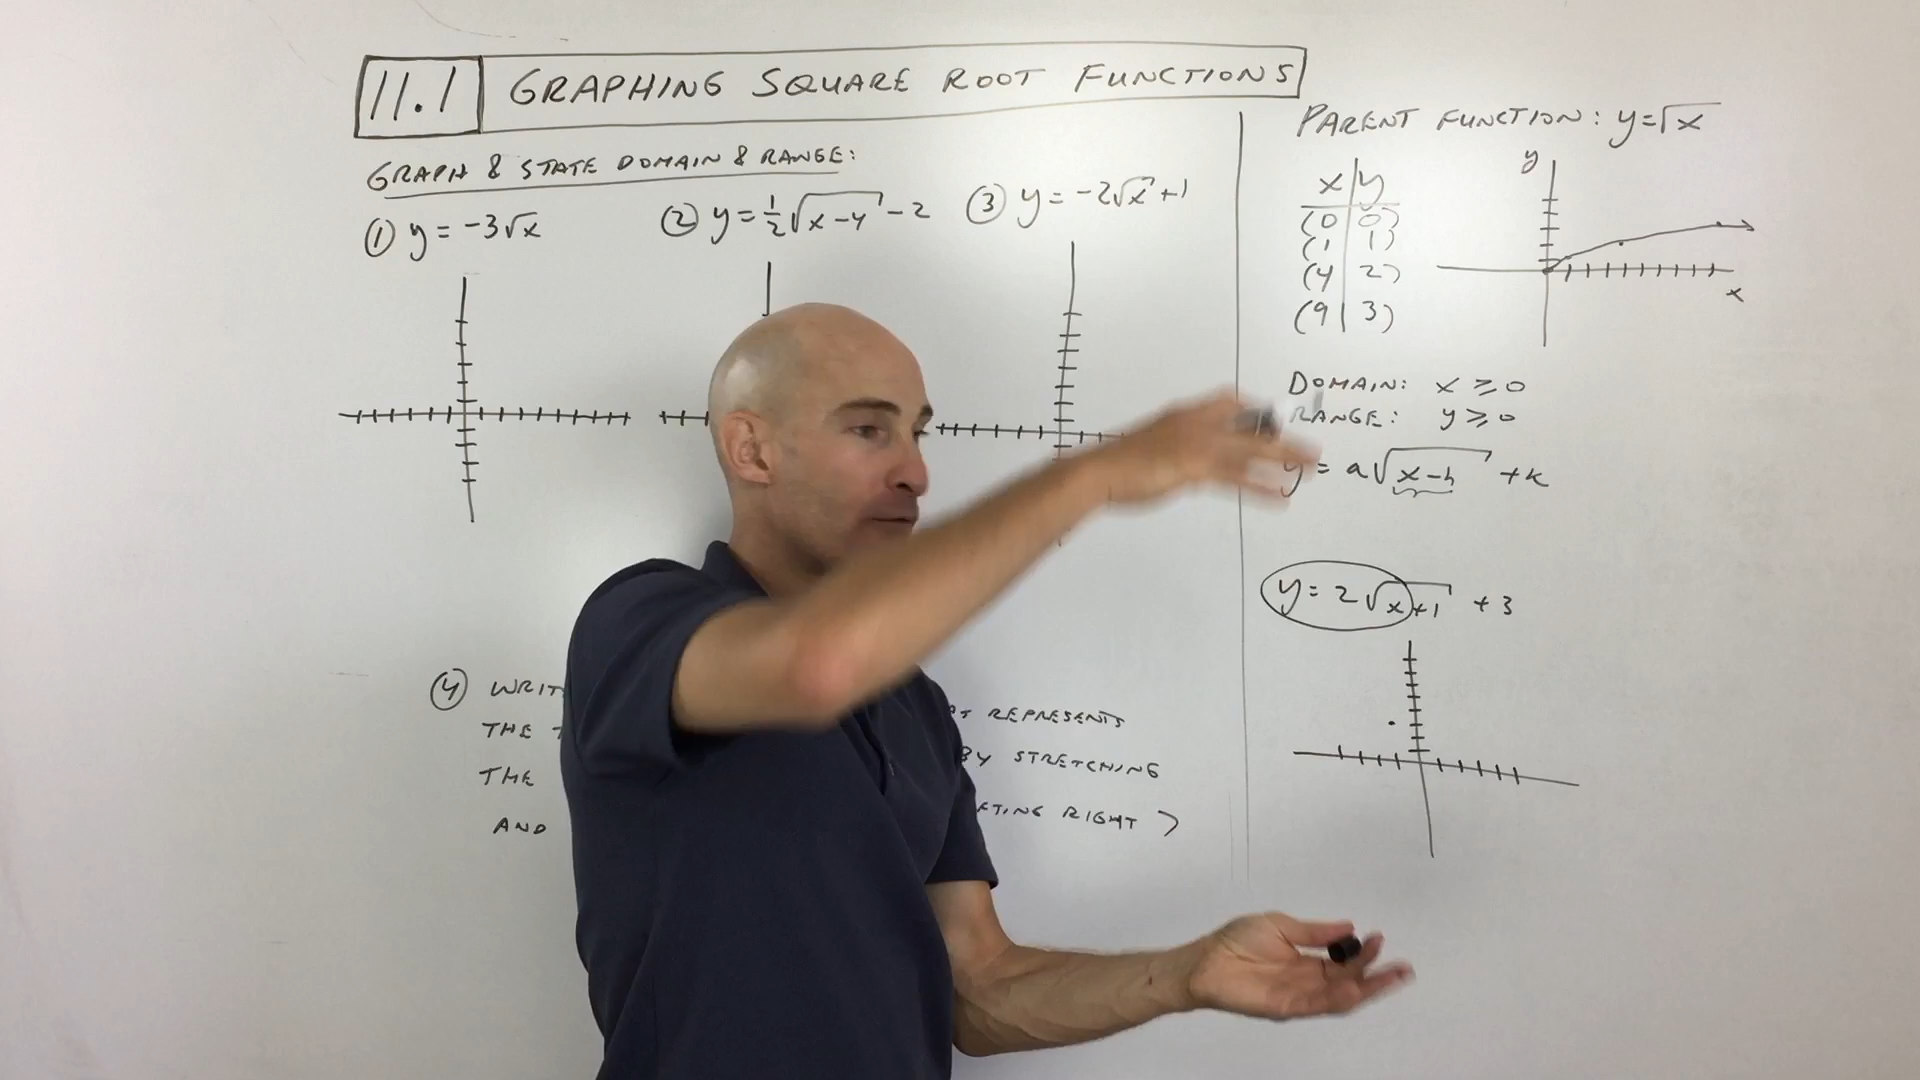 11.1 GRAPHING SQUARE ROOT FUNCTIONS
GRAPH & STATE DOMAIN & RANGE:
① y = -3√x
② y = 1/2 √(x-4) - 2
③ y = -2√x + 1
④
THE
THE
AND
REPRESENTS
BY STRETCHING
RIGHT )
PARENT FUNCTION: y = √x
x | y
(0 | 0)
(1 | 1)
(4 | 2)
(9 | 3)
y
x
DOMAIN: x ≥ 0
RANGE: y ≥ 0
y = a√(x-h) + k
y = 2√(x+1) + 3